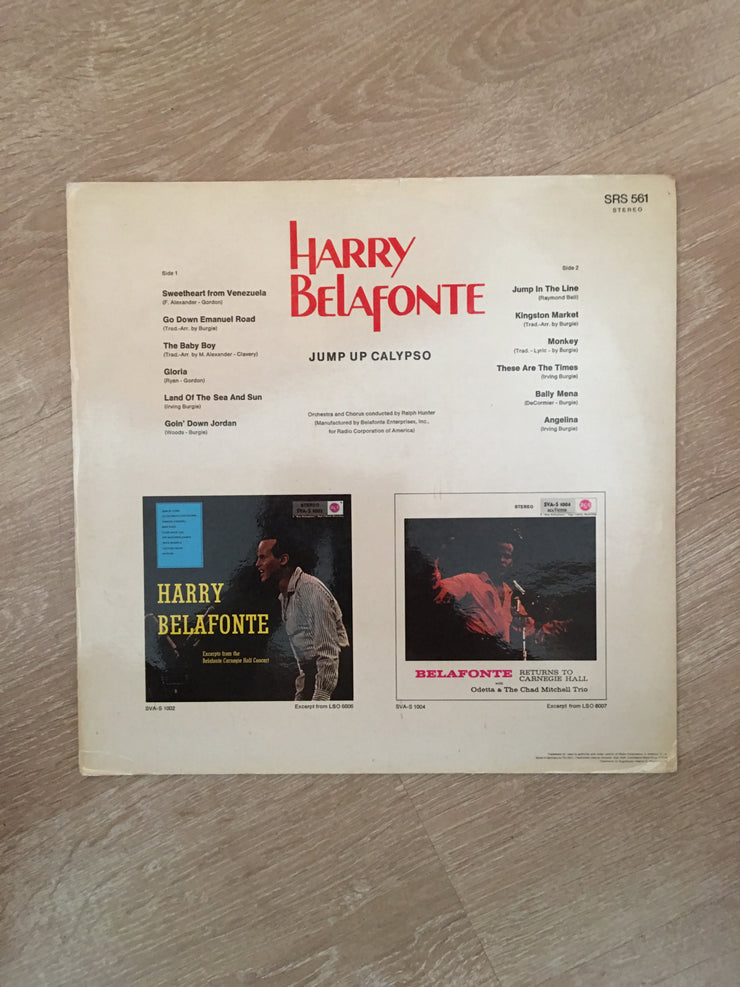 SRS 561
STEREO
HARRY
BELAFONTE
JUMP UP CALYPSO
Side 1
Sweetheart from Venezuela
(F. Alexander - Gordon)
Go Down Emanuel Road
(Trad.-Arr. by Burgie)
The Baby Boy
(Trad.-Arr. by M. Alexander - Clavery)
Gloria
(Ryan - Gordon)
Land Of The Sea And Sun
(Irving Burgie)
Goin' Down Jordan
(Woods - Burgie)
Side 2
Jump In The Line
(Raymond Bell)
Kingston Market
(Trad.-Arr. by Burgie)
Monkey
(Trad. - Lyric - by Burgie)
These Are The Times
(Irving Burgie)
Bally Mena
(DeCormier - Burgie)
Angelina
(Irving Burgie)
Orchestra and Chorus conducted by Ralph Hunter
(Manufactured by Belafonte Enterprises, Inc.,
for Radio Corporation of America)
STEREO
SVA-S 1002
HARRY
BELAFONTE
Excerpts from the
Belafonte Carnegie Hall Concert
SVA-S 1002
Excerpt from LSO 6006
STEREO
SVA-S 1004
BELAFONTE RETURNS TO
CARNEGIE HALL
with
Odetta & The Chad Mitchell Trio
SVA-S 1004
Excerpt from LSO 6007